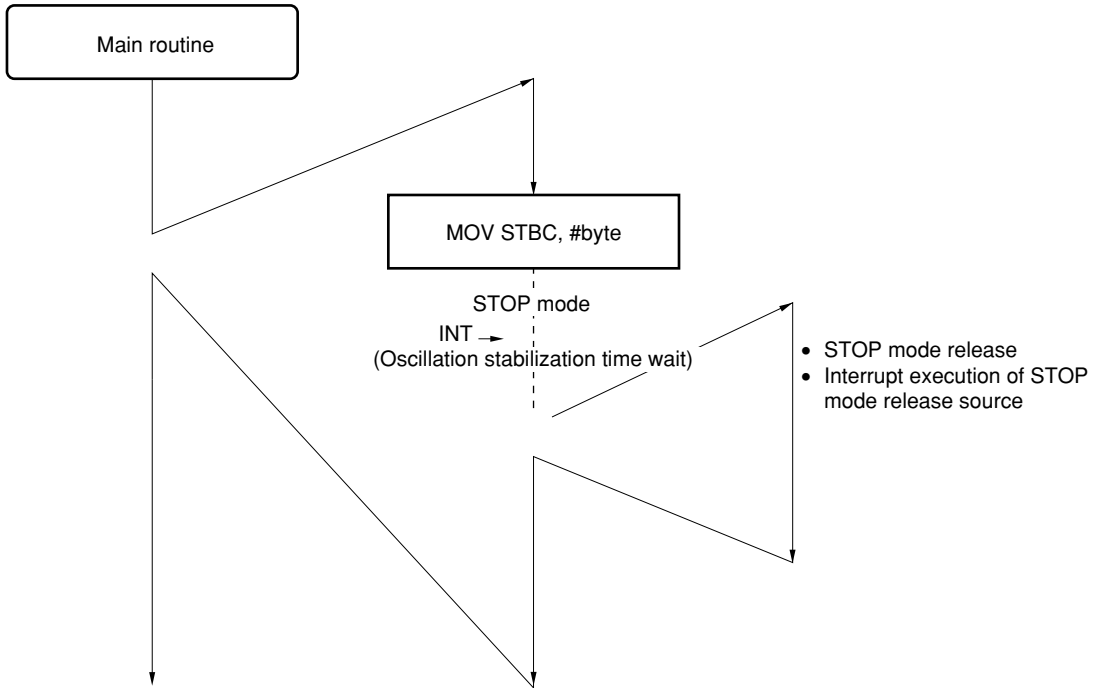 Main routine
MOV STBC, #byte
STOP mode
INT →
(Oscillation stabilization time wait)
• STOP mode release
• Interrupt execution of STOP
mode release source